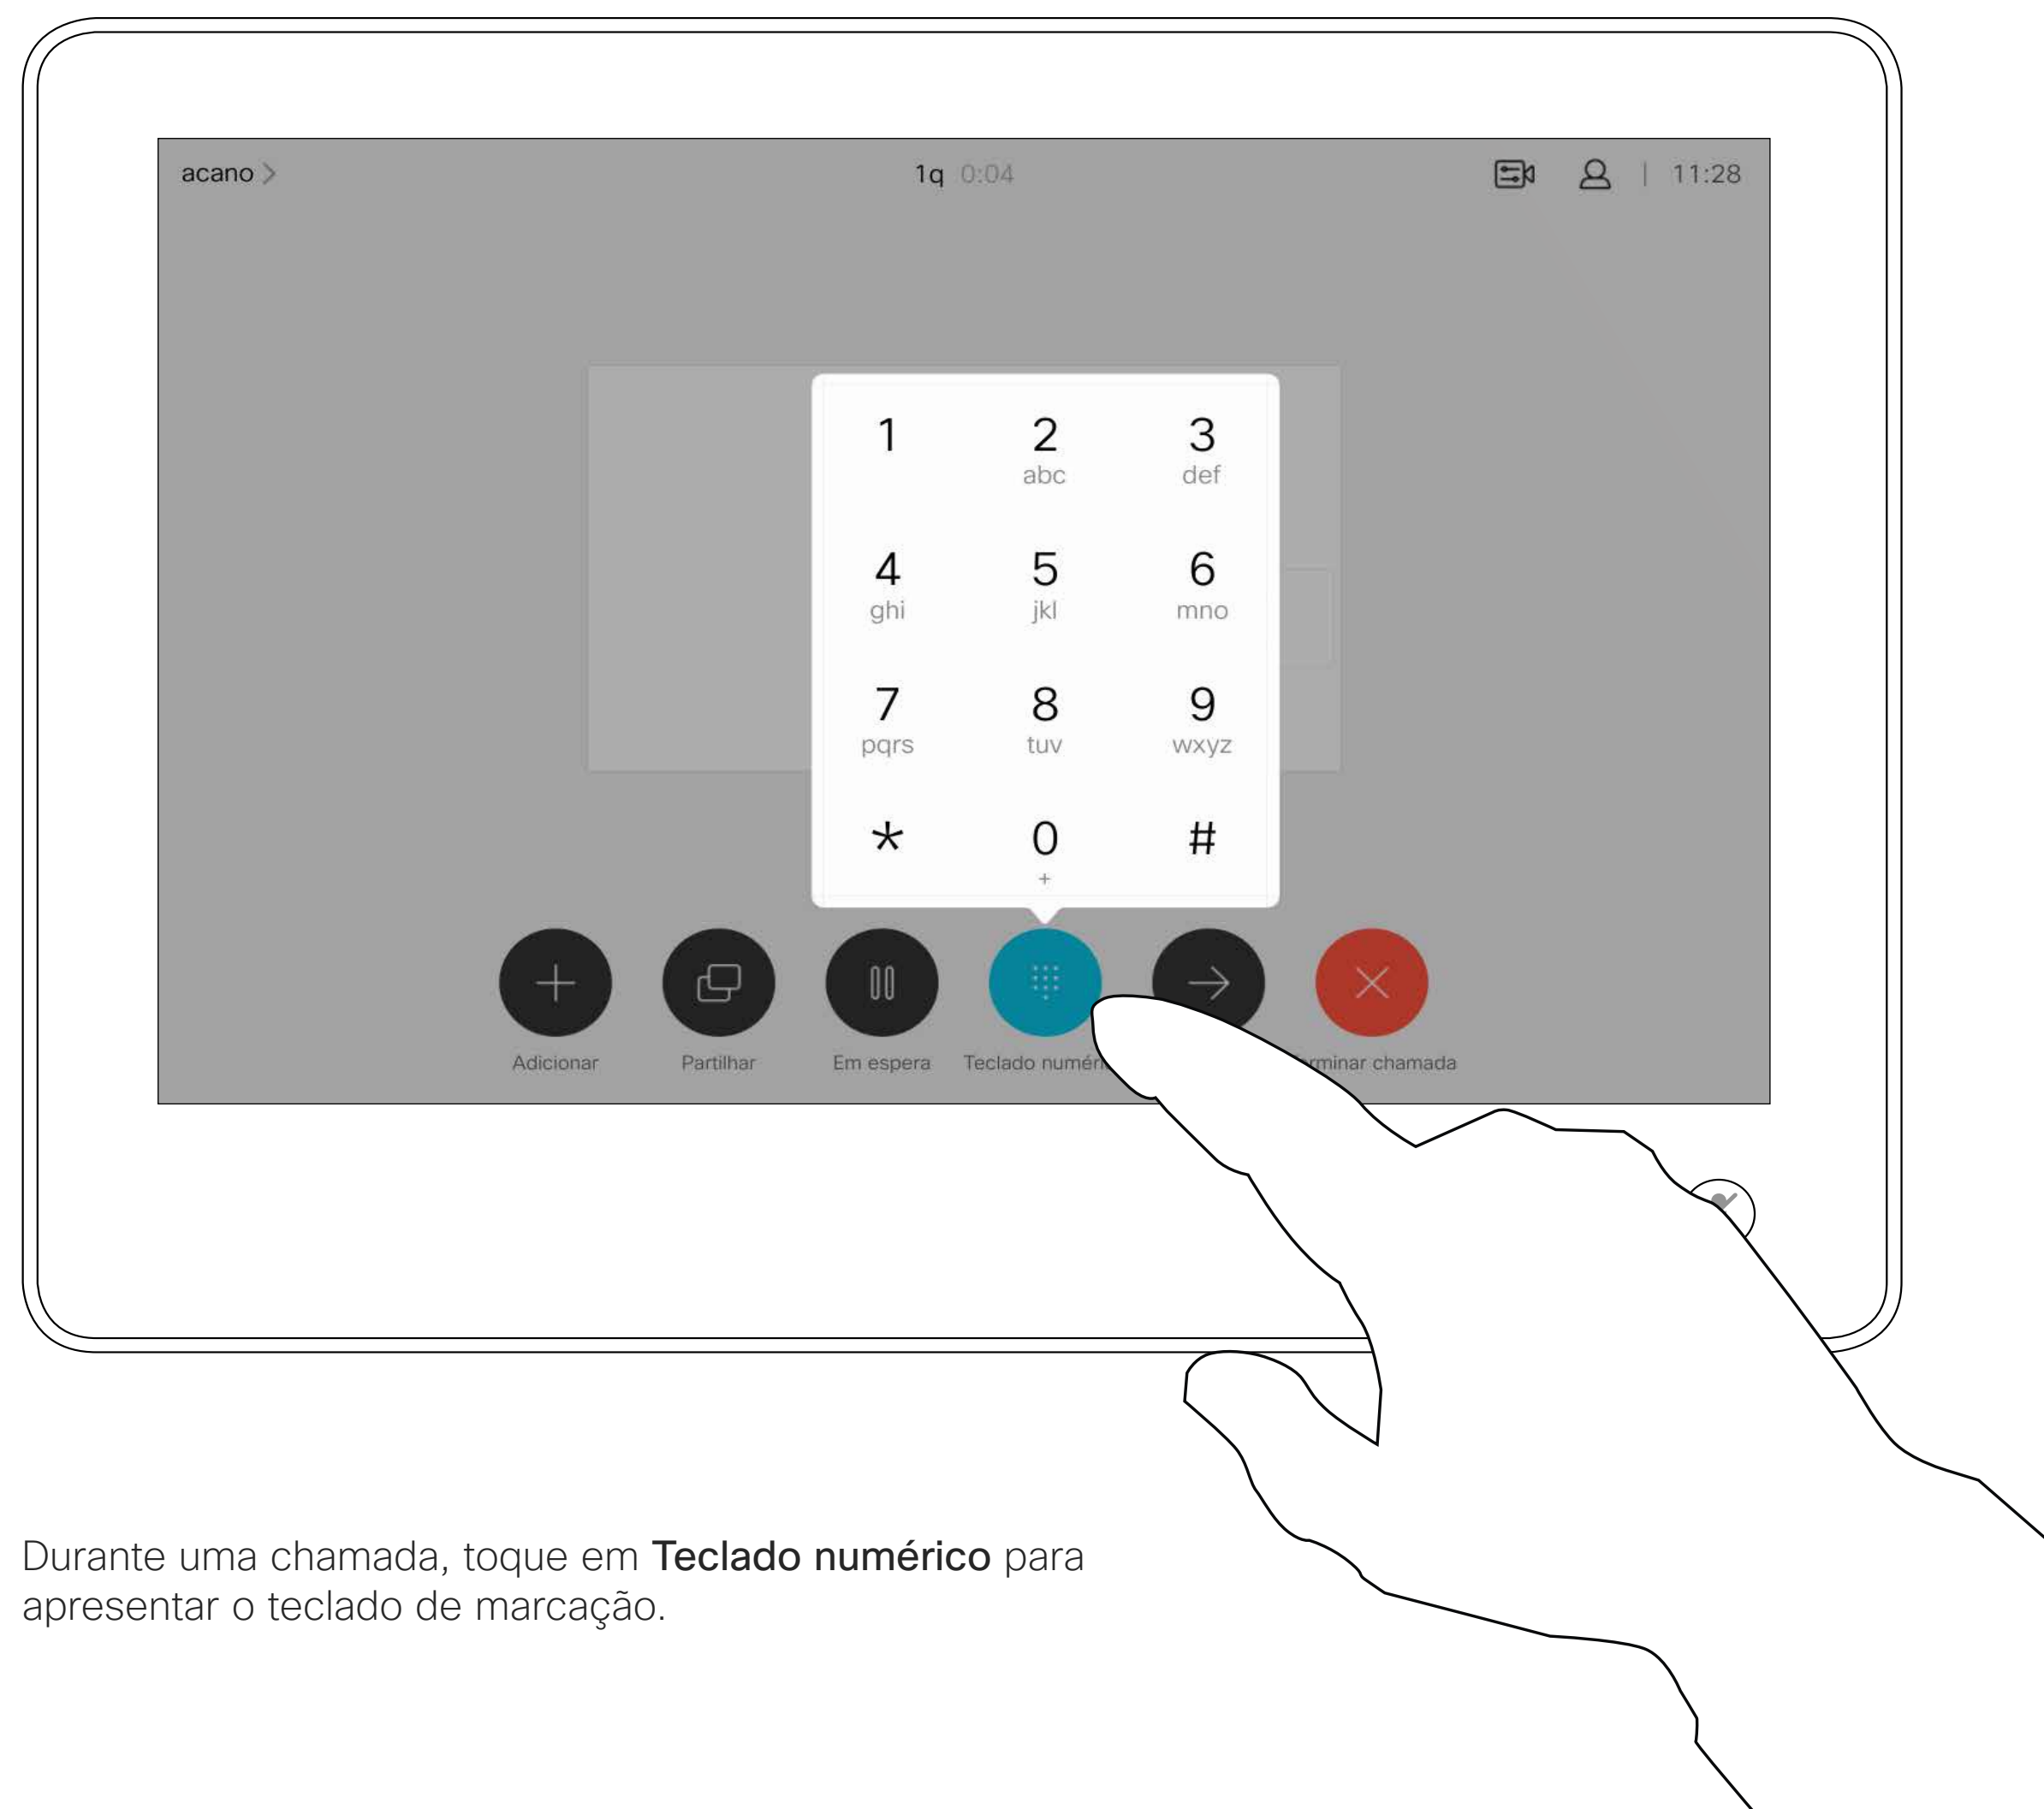 acano
1q 0:04
11:28
1 2 3
abc def
4 5 6
ghi jkl mno
7 8 9
pqrs tuv wxyz
* 0 #
+
Adicionar Partilhar Em espera Teclado chamada
Durante uma chamada, toque em Teclado numérico para
apresentar o teclado de marcação.